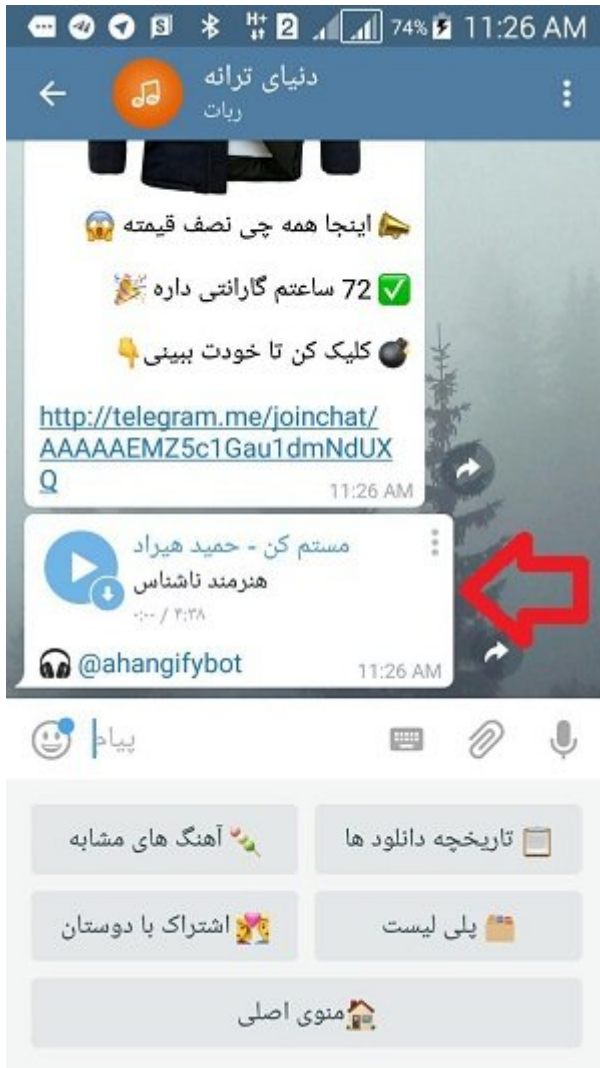 74% 11:26 AM
دنیای ترانه
ربات
📣 اینجا همه چی نصف قیمته 😱
✅ 72 ساعتم گارانتی داره 🎉
💣 کلیک کن تا خودت ببینی👇
http://telegram.me/joinchat/
AAAAAEMZ5c1Gau1dmNdUX
Q
11:26 AM
مستم کن - حمید هیراد
هنرمند ناشناس
-:-- / ۴:۳۸
🎧 @ahangifybot
11:26 AM
پیام
📋 تاریخچه دانلود ها
🍡 آهنگ های مشابه
🗂 پلی لیست
💑 اشتراک با دوستان
🏠منوی اصلی